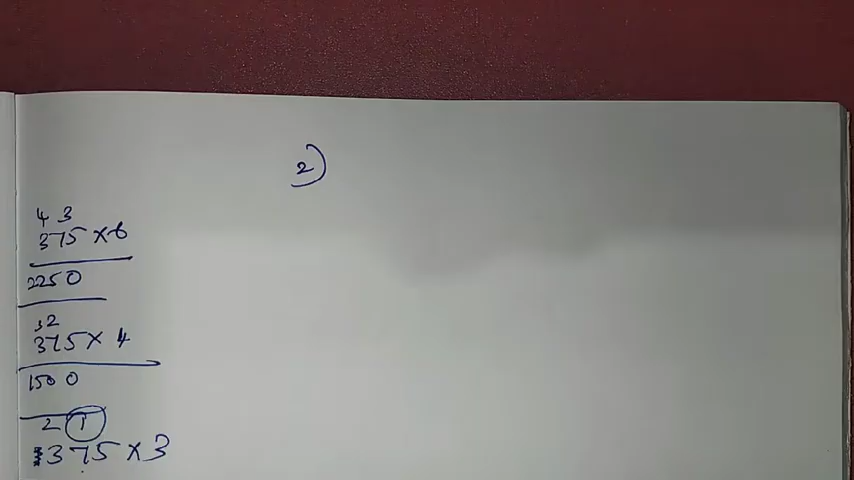 2)
4 3
375 × 6
2250
3 2
375 × 4
1500
2 1
375 × 3